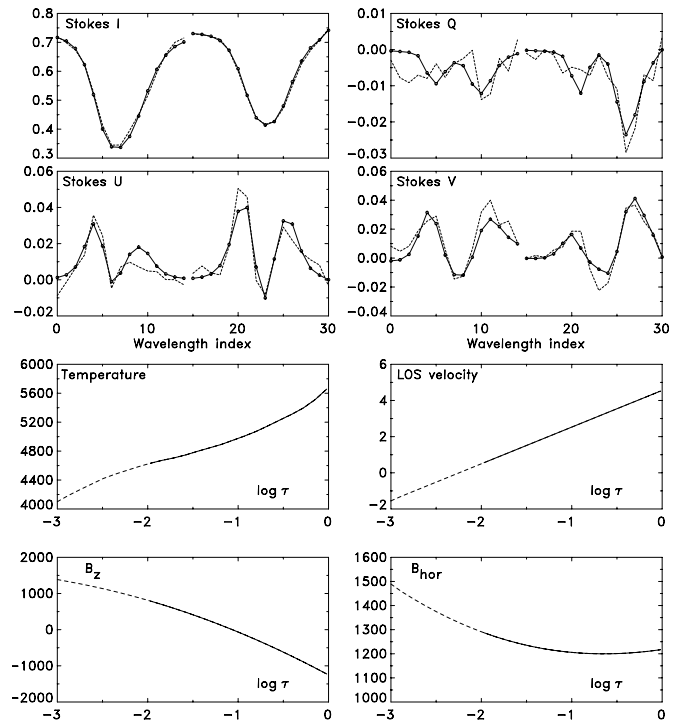 Stokes I
0.8
0.7
0.6
0.5
0.4
0.3
Stokes Q
0.01
0.00
−0.01
−0.02
−0.03
Stokes U
0.06
0.04
0.02
0.00
−0.02
0 10 20 30
Wavelength index
Stokes V
0.06
0.04
0.02
0.00
−0.02
−0.04
0 10 20 30
Wavelength index
Temperature
6000
5600
5200
4800
4400
4000
log τ
−3 −2 −1 0
LOS velocity
6
4
2
0
−2
log τ
−3 −2 −1 0
Bz
2000
1000
0
−1000
−2000
log τ
−3 −2 −1 0
Bhor
1600
1500
1400
1300
1200
1100
1000
log τ
−3 −2 −1 0